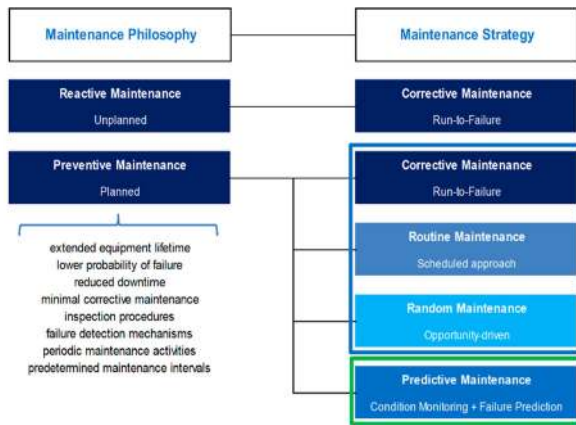 Maintenance Philosophy
Maintenance Strategy
Reactive Maintenance
Unplanned
Corrective Maintenance
Run-to-Failure
Preventive Maintenance
Planned
Corrective Maintenance
Run-to-Failure
extended equipment lifetime
lower probability of failure
reduced downtime
minimal corrective maintenance
inspection procedures
failure detection mechanisms
periodic maintenance activities
predetermined maintenance intervals
Routine Maintenance
Scheduled approach
Random Maintenance
Opportunity-driven
Predictive Maintenance
Condition Monitoring + Failure Prediction